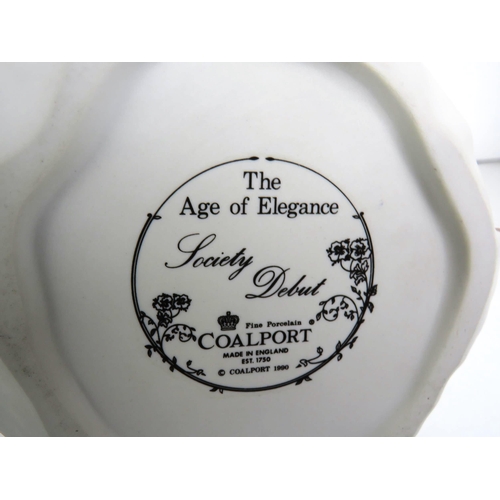 The
Age of Elegance
Society
Debut
Fine Porcelain ®
COALPORT
MADE IN ENGLAND
EST. 1750
© COALPORT 1990